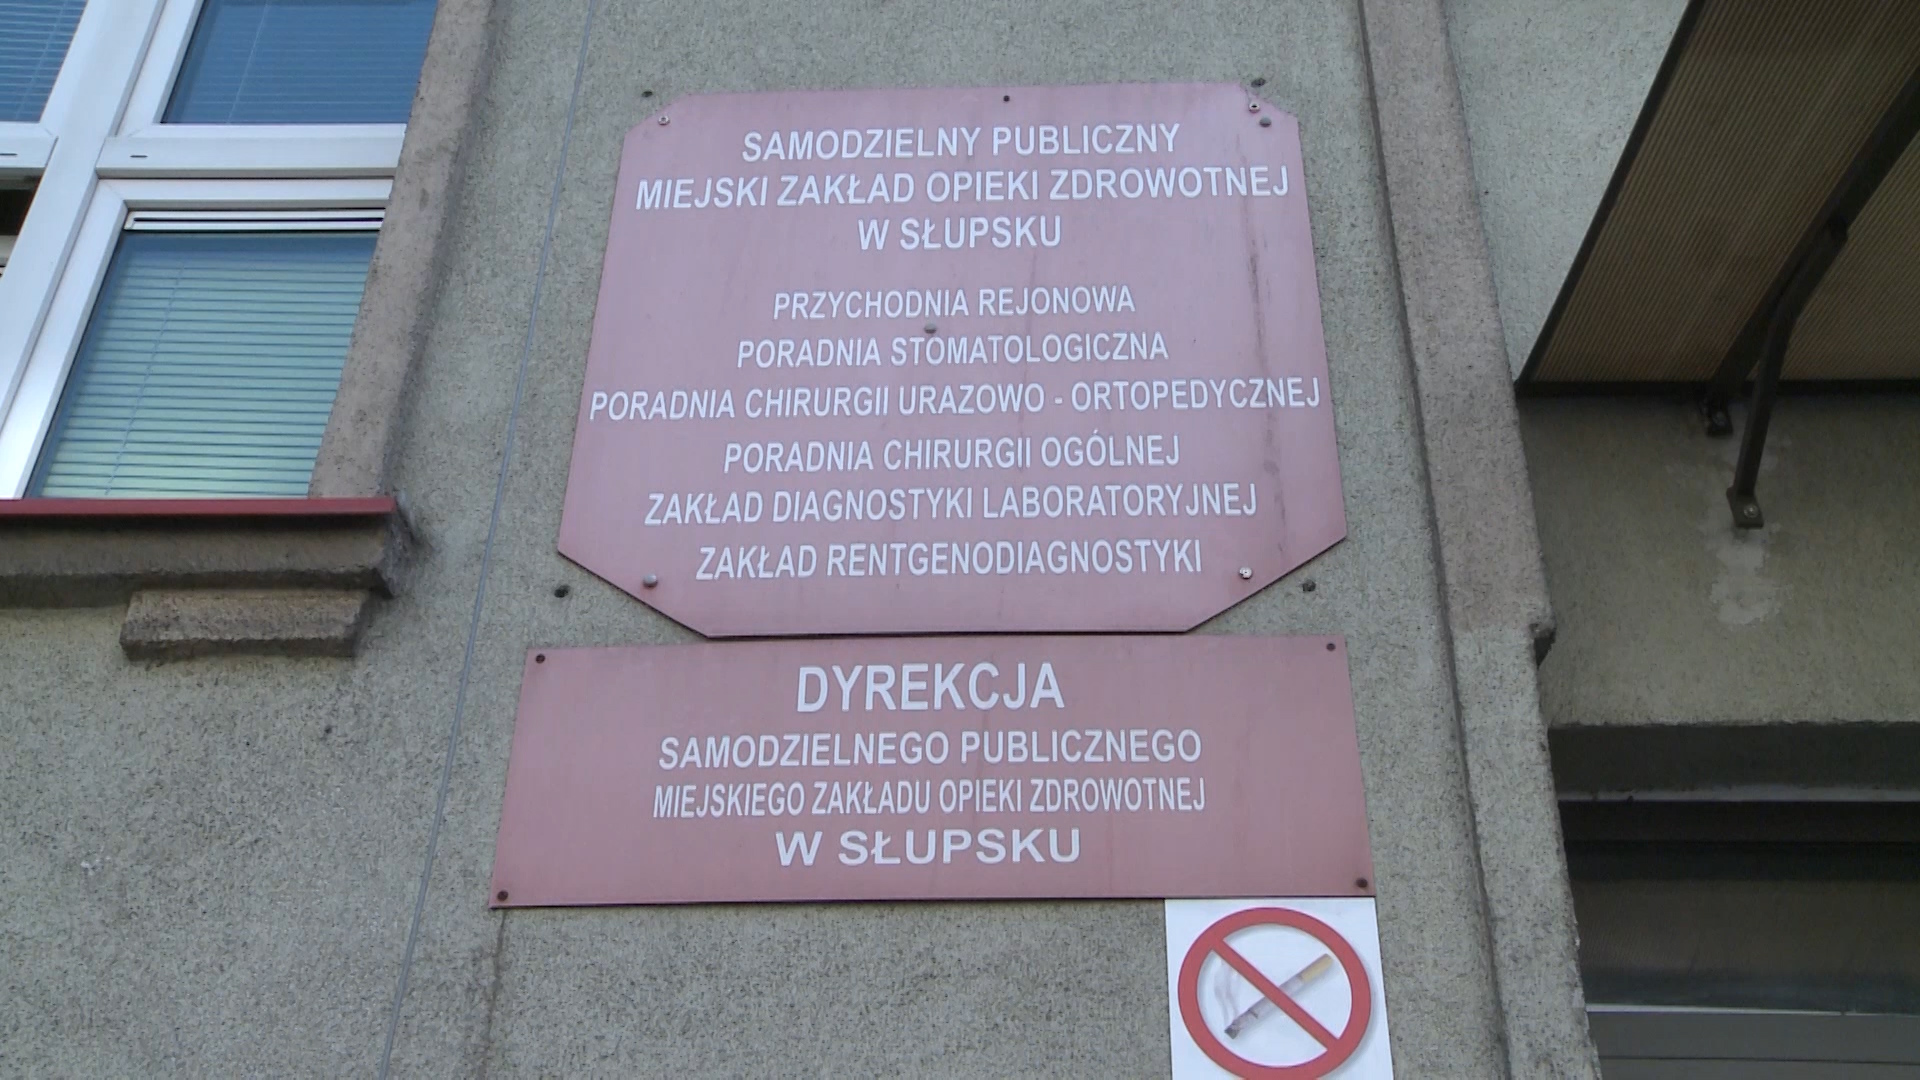 SAMODZIELNY PUBLICZNY
MIEJSKI ZAKŁAD OPIEKI ZDROWOTNEJ
W SŁUPSKU
PRZYCHODNIA REJONOWA
PORADNIA STOMATOLOGICZNA
PORADNIA CHIRURGII URAZOWO - ORTOPEDYCZNEJ
PORADNIA CHIRURGII OGÓLNEJ
ZAKŁAD DIAGNOSTYKI LABORATORYJNEJ
ZAKŁAD RENTGENODIAGNOSTYKI
DYREKCJA
SAMODZIELNEGO PUBLICZNEGO
MIEJSKIEGO ZAKŁADU OPIEKI ZDROWOTNEJ
W SŁUPSKU